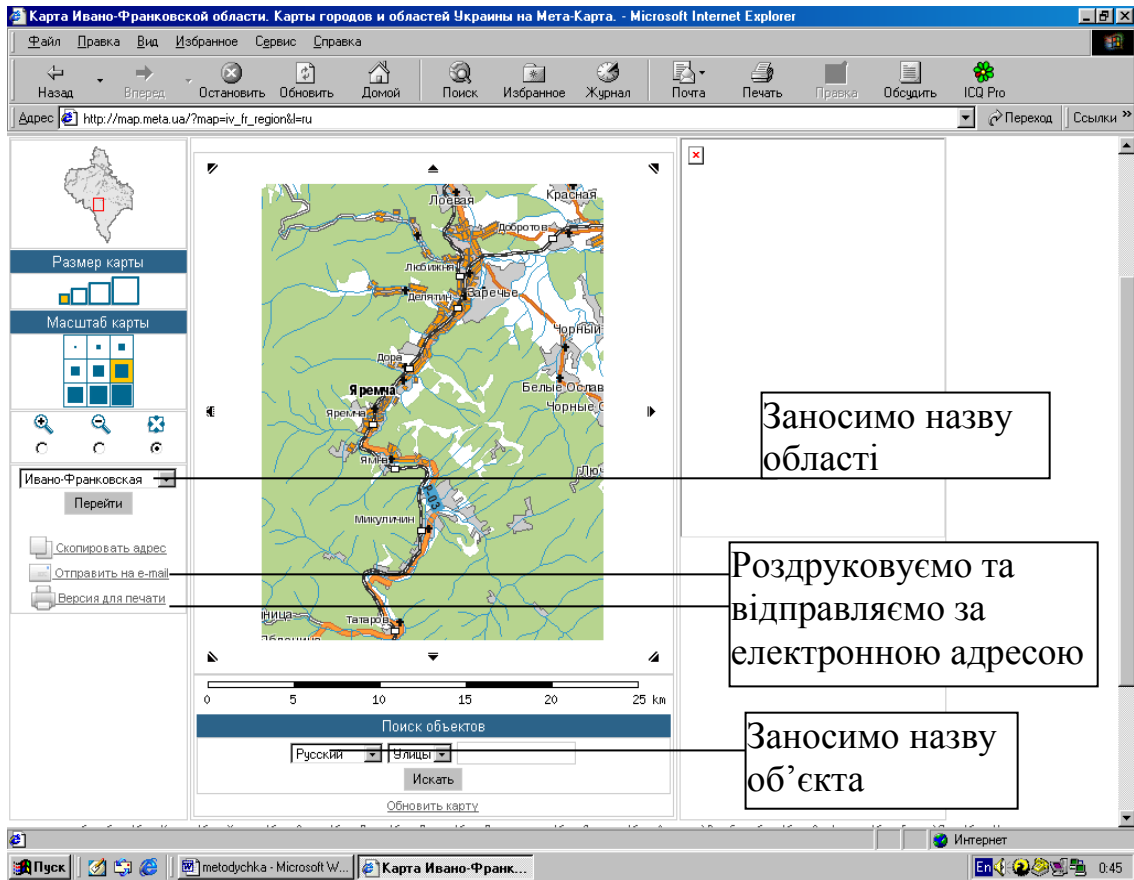 Карта Ивано-Франковской области. Карты городов и областей Украины на Мета-Карта. - Microsoft Internet Explorer
Файл Правка Вид Избранное Сервис Справка
Назад Вперед Остановить Обновить Домой Поиск Избранное Журнал Почта Печать Правка Обсудить ICQ Pro
Адрес http://map.meta.ua/?map=iv_fr_region&l=ru Переход Ссылки »
Размер карты
Масштаб карты
Ивано-Франковская
Перейти
Скопировать адрес
Отправить на e-mail
Версия для печати
Лоевая
Красная
Добротов
Любижня
Заречье
Делятин
Чорный
Дора
Яремча
Белые Ослав
Чорные О
Яремча
Ямна
Р-03
Микуличин
Татаров
0 5 10 15 20 25 km
Поиск объектов
Русский Улицы
Искать
Обновить карту
Заносимо назву
області
Роздруковуємо та
відправляємо за
електронною адресою
Заносимо назву
об’єкта
Интернет
Пуск metodychka - Microsoft W... Карта Ивано-Франк... En 0:45